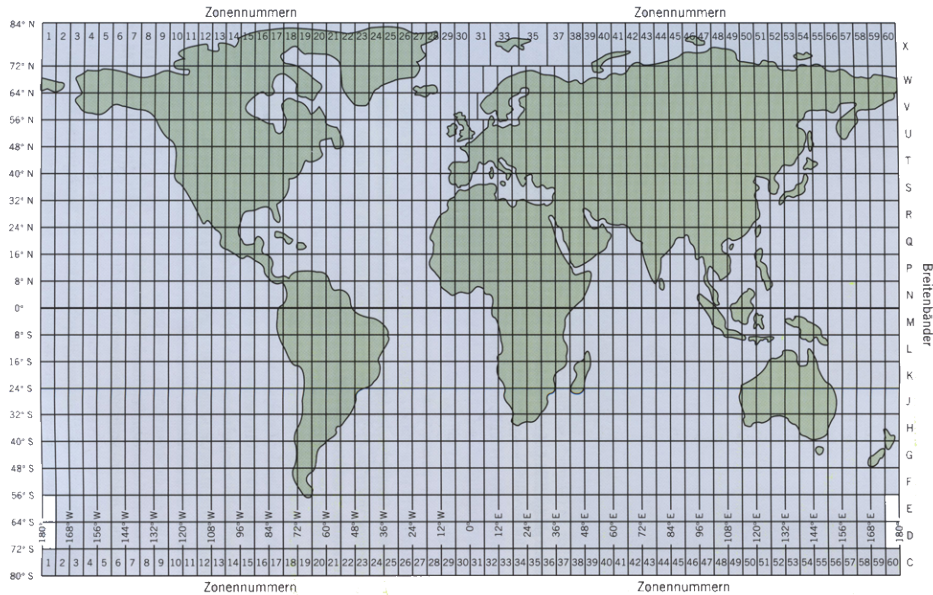 Zonennummern Zonennummern
84° N
1 2 3 4 5 6 7 8 9 10 11 12 13 14 15 16 17 18 19 20 21 22 23 24 25 26 27 28 29 30 31 33 35 37 38 39 40 41 42 43 44 45 46 47 48 49 50 51 52 53 54 55 56 57 58 59 60 X
72° N
W
64° N
V
56° N
U
48° N
T
40° N
S
32° N
R
24° N
Q
16° N
P
8° N
N
0°
M
8° S
L
16° S
K
24° S
J
32° S
H
40° S
G
48° S
F
56° S
E
64° S
D
72° S
180° 168° W 156° W 144° W 132° W 120° W 108° W 96° W 84° W 72° W 60° W 48° W 36° W 24° W 12° W 0° 12° E 24° E 36° E 48° E 60° E 72° E 84° E 96° E 108° E 120° E 132° E 144° E 156° E 168° E 180°
1 2 3 4 5 6 7 8 9 10 11 12 13 14 15 16 17 18 19 20 21 22 23 24 25 26 27 28 29 30 31 32 33 34 35 36 37 38 39 40 41 42 43 44 45 46 47 48 49 50 51 52 53 54 55 56 57 58 59 60 C
80° S
Zonennummern Zonennummern
Breitenbänder